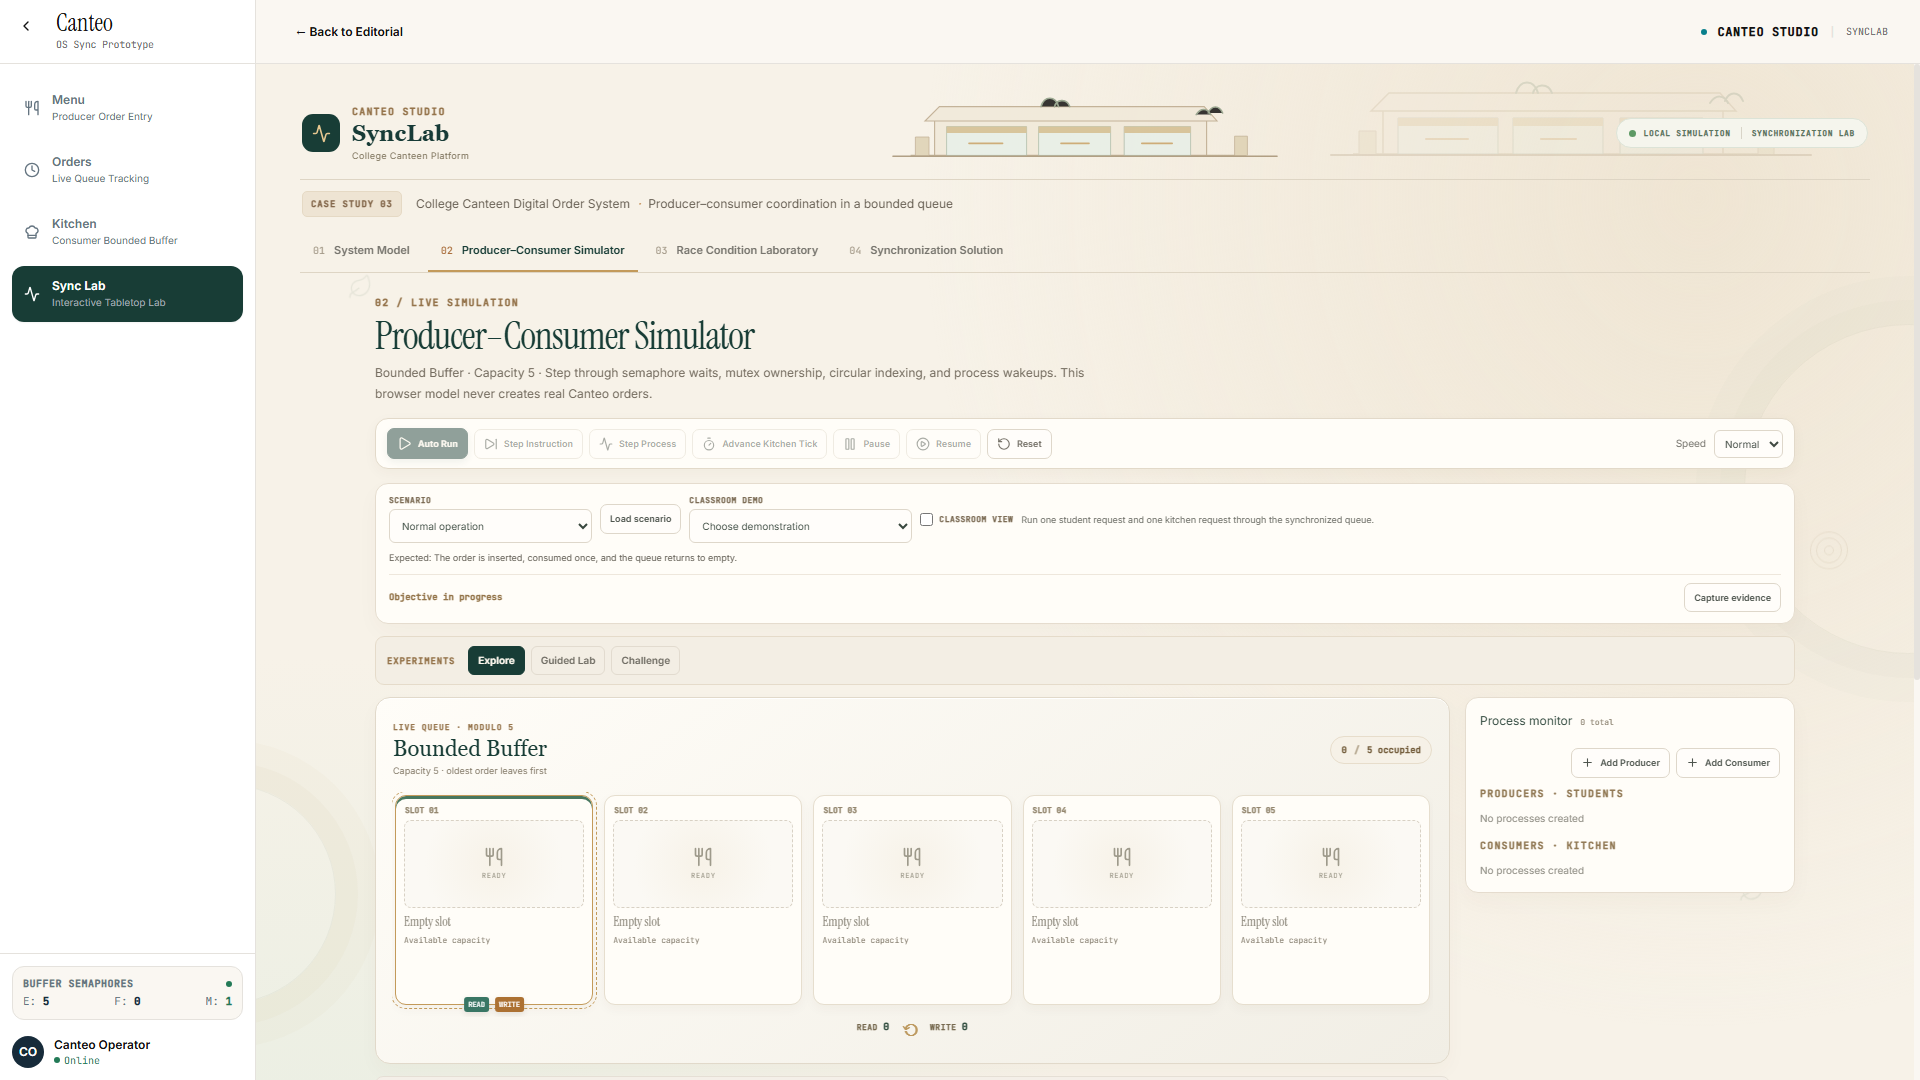 Canteo
OS Sync Prototype
Menu
Producer Order Entry
Orders
Live Queue Tracking
Kitchen
Consumer Bounded Buffer
Sync Lab
Interactive Tabletop Lab
BUFFER SEMAPHORES
E: 5 F: 0 M: 1
CO
Canteo Operator
Online
← Back to Editorial
CANTEO STUDIO
SYNCLAB
CANTEO STUDIO
SyncLab
College Canteen Platform
LOCAL SIMULATION
SYNCHRONIZATION LAB
CASE STUDY 03
College Canteen Digital Order System · Producer–consumer coordination in a bounded queue
01 System Model
02 Producer–Consumer Simulator
03 Race Condition Laboratory
04 Synchronization Solution
02 / LIVE SIMULATION
Producer–Consumer Simulator
Bounded Buffer · Capacity 5 · Step through semaphore waits, mutex ownership, circular indexing, and process wakeups. This
browser model never creates real Canteo orders.
Auto Run
Step Instruction
Step Process
Advance Kitchen Tick
Pause
Resume
Reset
Speed
Normal
SCENARIO
Normal operation
Load scenario
CLASSROOM DEMO
Choose demonstration
CLASSROOM VIEW
Run one student request and one kitchen request through the synchronized queue.
Expected: The order is inserted, consumed once, and the queue returns to empty.
Objective in progress
Capture evidence
EXPERIMENTS
Explore
Guided Lab
Challenge
LIVE QUEUE · MODULO 5
Bounded Buffer
Capacity 5 · oldest order leaves first
0 / 5 occupied
SLOT 01
READY
Empty slot
Available capacity
READ
WRITE
SLOT 02
READY
Empty slot
Available capacity
SLOT 03
READY
Empty slot
Available capacity
SLOT 04
READY
Empty slot
Available capacity
SLOT 05
READY
Empty slot
Available capacity
READ 0
WRITE 0
Process monitor 0 total
+ Add Producer
+ Add Consumer
PRODUCERS · STUDENTS
No processes created
CONSUMERS · KITCHEN
No processes created